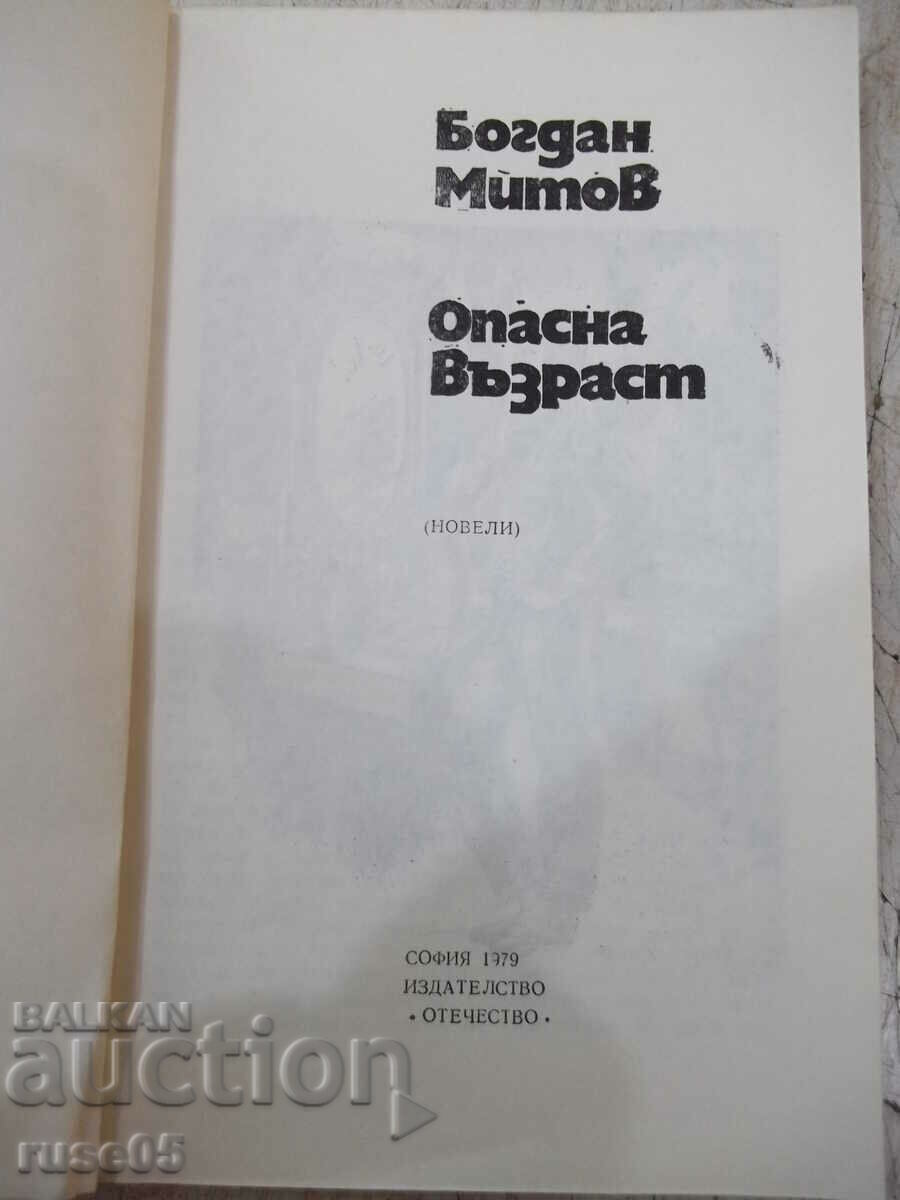 Богдан
Митов
Опасна
Възраст
(НОВЕЛИ)
СОФИЯ 1979
ИЗДАТЕЛСТВО
• ОТЕЧЕСТВО •
BALKAN
auction
ruse05